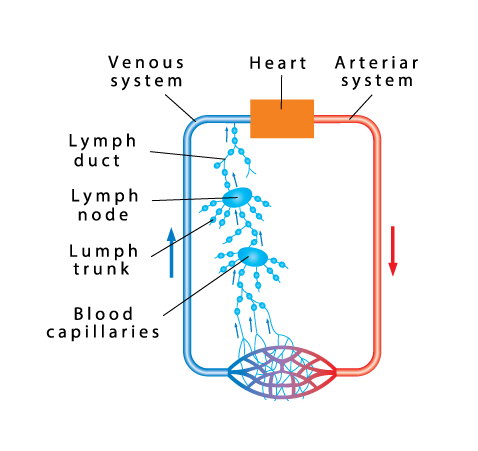 Venous
system
Heart
Arteriar
system
Lymph
duct
Lymph
node
Lumph
trunk
Blood
capillaries